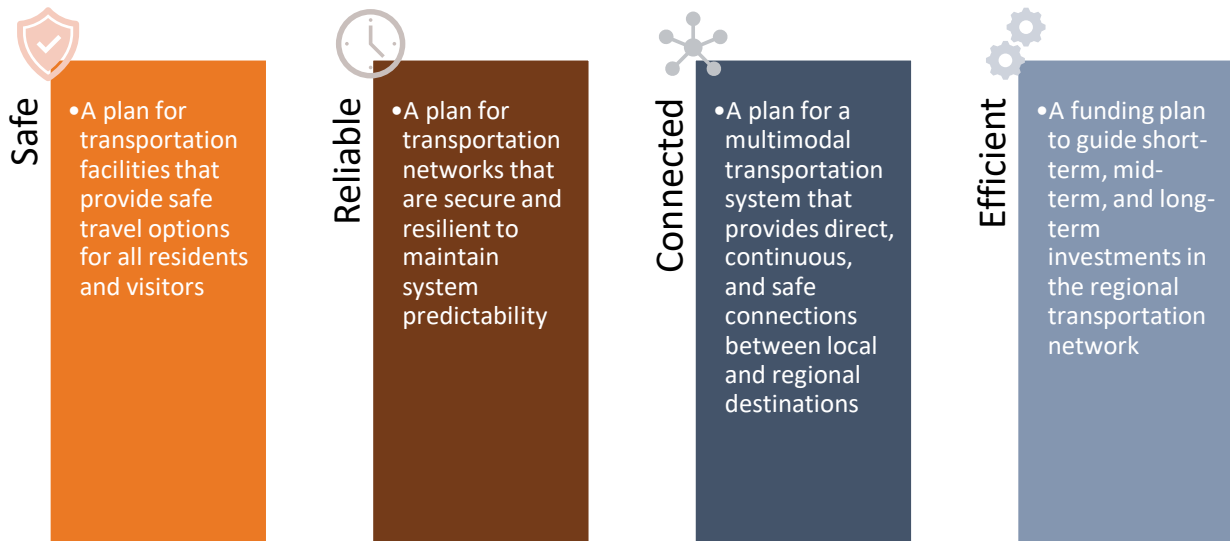 Safe
•A plan for
transportation
facilities that
provide safe
travel options
for all residents
and visitors
Reliable
•A plan for
transportation
networks that
are secure and
resilient to
maintain
system
predictability
Connected
•A plan for a
multimodal
transportation
system that
provides direct,
continuous,
and safe
connections
between local
and regional
destinations
Efficient
•A funding plan
to guide short-
term, mid-
term, and long-
term
investments in
the regional
transportation
network